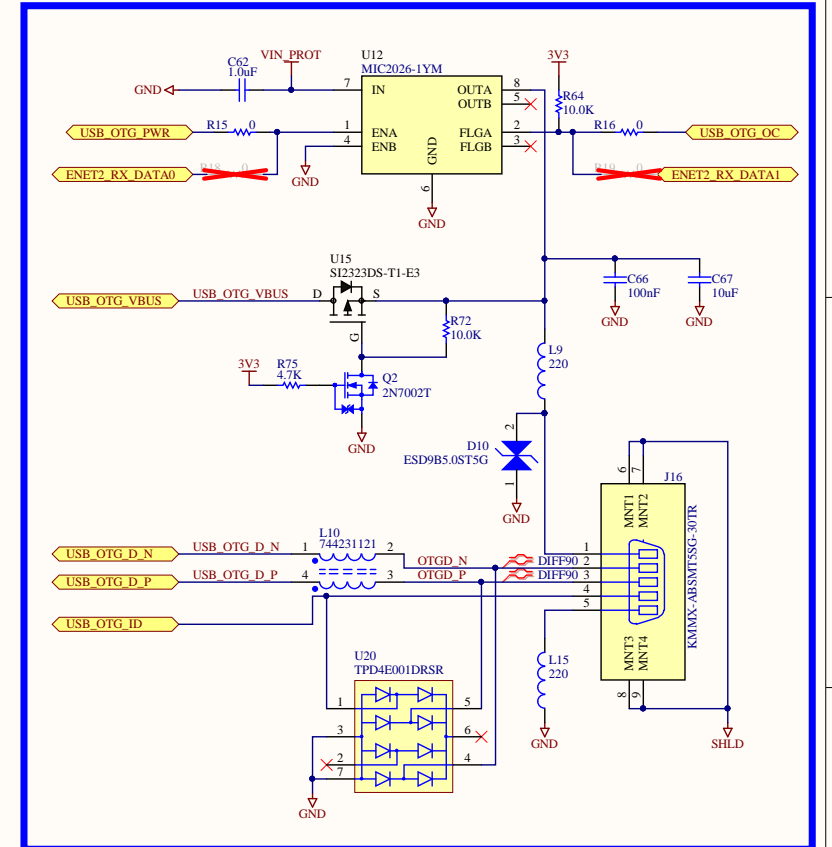 C62
1.0uF
VIN_PROT
U12
MIC2026-1YM
3V3
GND
7
IN
OUTA
8
OUTB
5
R64
10.0K
USB_OTG_PWR
R15
0
1
ENA
4
ENB
FLGA
2
FLGB
3
GND
6
R16
0
USB_OTG_OC
ENET2_RX_DATA0
R18
0
GND
R19
0
ENET2_RX_DATA1
GND
U15
SI2323DS-T1-E3
USB_OTG_VBUS
USB_OTG_VBUS
D
S
G
C66
100nF
C67
10uF
GND
GND
R72
10.0K
L9
220
3V3
R75
4.7K
Q2
2N7002T
GND
D10
ESD9B5.0ST5G
2
1
GND
J16
6
7
MNT1
MNT2
KMMX-ABSMT5SG-30TR
L10
744231121
USB_OTG_D_N
USB_OTG_D_N
1
2
OTGD_N
DIFF90
1
2
USB_OTG_D_P
USB_OTG_D_P
4
3
OTGD_P
DIFF90
3
4
5
USB_OTG_ID
MNT3
MNT4
8
9
U20
TPD4E001DRSR
L15
220
1
5
3
6
2
4
7
GND
SHLD
GND